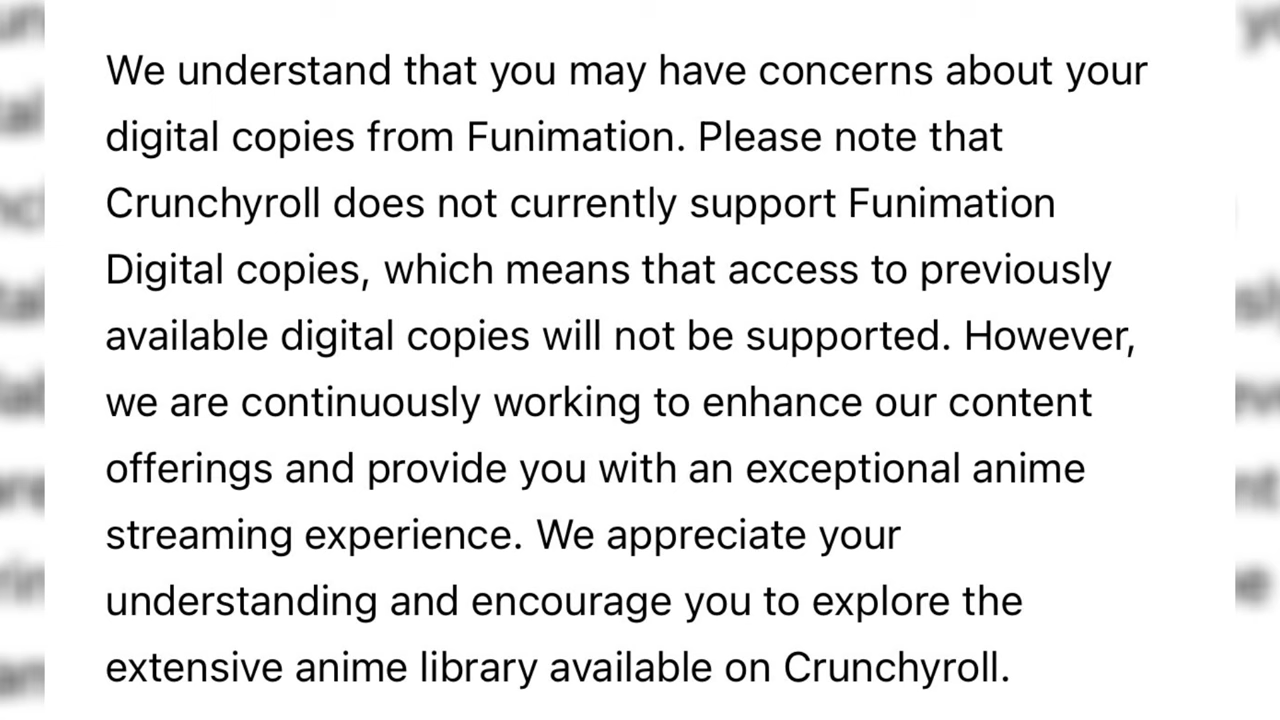 We understand that you may have concerns about your
digital copies from Funimation. Please note that
Crunchyroll does not currently support Funimation
Digital copies, which means that access to previously
available digital copies will not be supported. However,
we are continuously working to enhance our content
offerings and provide you with an exceptional anime
streaming experience. We appreciate your
understanding and encourage you to explore the
extensive anime library available on Crunchyroll.